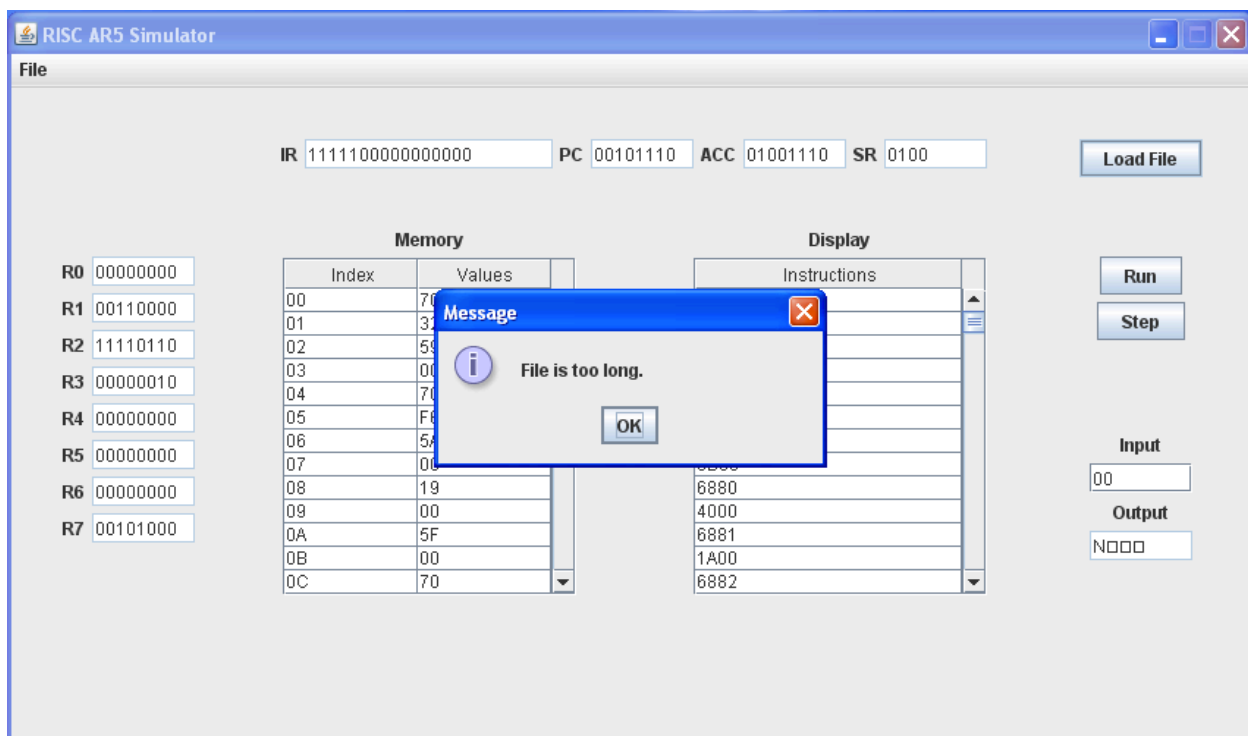 RISC AR5 Simulator
File
IR 1111100000000000 PC 00101110 ACC 01001110 SR 0100
Load File
Memory
Display
R0 00000000
R1 00110000
R2 11110110
R3 00000010
R4 00000000
R5 00000000
R6 00000000
R7 00101000
Index Values
00
01
02
03
04
05
06
07
08 19
09 00
0A 5F
0B 00
0C 70
Message
File is too long.
OK
Instructions
6880
4000
6881
1A00
6882
Run
Step
Input
00
Output
N□□□